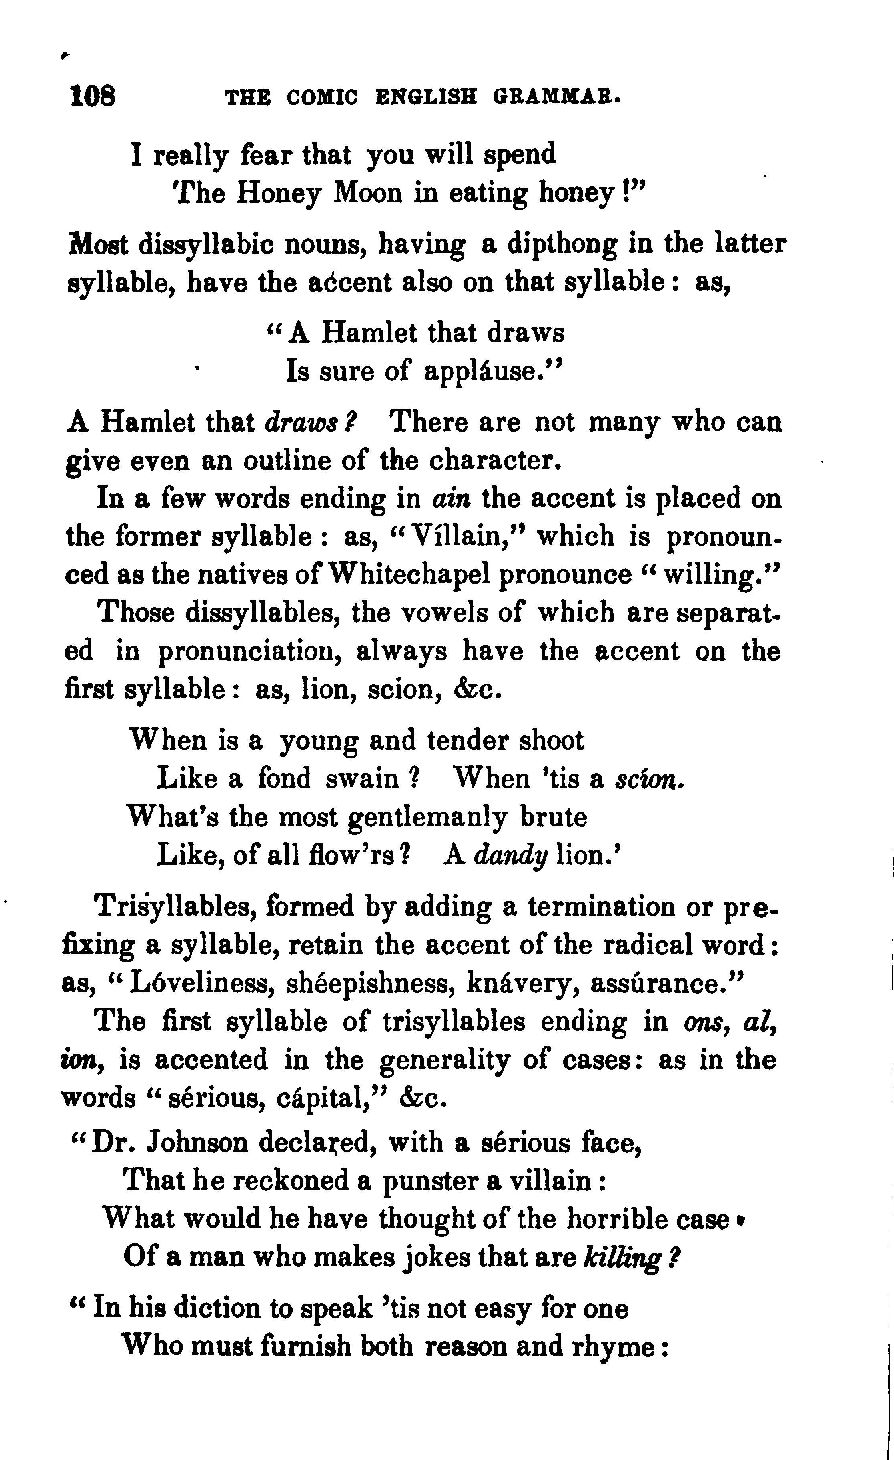 108 THE COMIC ENGLISH GRAMMAR.
I really fear that you will spend
The Honey Moon in eating honey!”
Most dissyllabic nouns, having a dipthong in the latter
syllable, have the accent also on that syllable: as,
“A Hamlet that draws
Is sure of appláuse.”
A Hamlet that draws? There are not many who can
give even an outline of the character.
In a few words ending in ain the accent is placed on
the former syllable: as, “Víllain,” which is pronoun-
ced as the natives of Whitechapel pronounce “willing.”
Those dissyllables, the vowels of which are separat-
ed in pronunciation, always have the accent on the
first syllable: as, lion, scion, &c.
When is a young and tender shoot
Like a fond swain? When 'tis a scion.
What's the most gentlemanly brute
Like, of all flow'rs? A dandy lion.'
Trisyllables, formed by adding a termination or pre-
fixing a syllable, retain the accent of the radical word:
as, “Lóveliness, shéepishness, knávery, assúrance.”
The first syllable of trisyllables ending in ons, al,
ion, is accented in the generality of cases: as in the
words “sérious, cápital,” &c.
“Dr. Johnson declared, with a sérious face,
That he reckoned a punster a villain:
What would he have thought of the horrible case
Of a man who makes jokes that are killing?
“In his diction to speak 'tis not easy for one
Who must furnish both reason and rhyme: